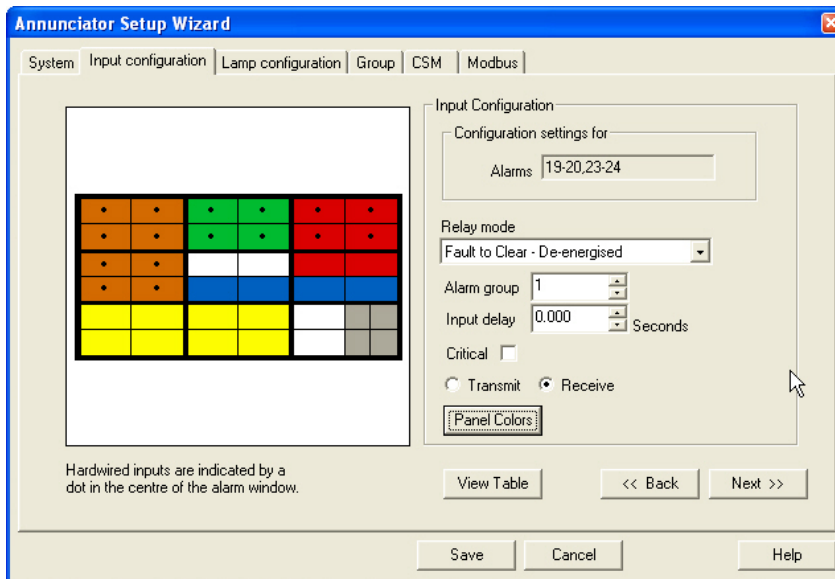 Annunciator Setup Wizard
System
Input configuration
Lamp configuration
Group
CSM
Modbus
Input Configuration
Configuration settings for
Alarms
19-20,23-24
Relay mode
Fault to Clear - De-energised
Alarm group
1
Input delay
0.000
Seconds
Critical
Transmit
Receive
Panel Colors
Hardwired inputs are indicated by a
dot in the centre of the alarm window.
View Table
<< Back
Next >>
Save
Cancel
Help